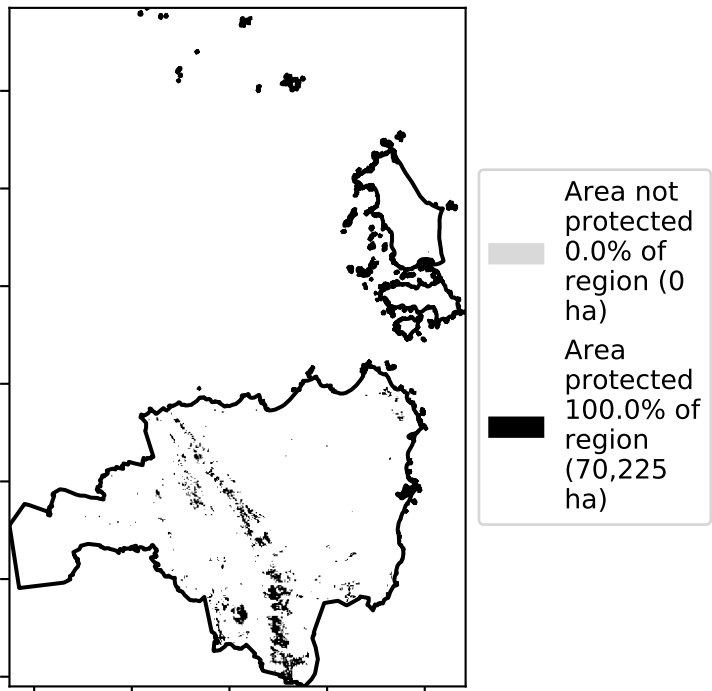 Area not
protected
0.0% of
region (0
ha)
Area
protected
100.0% of
region
(70,225
ha)